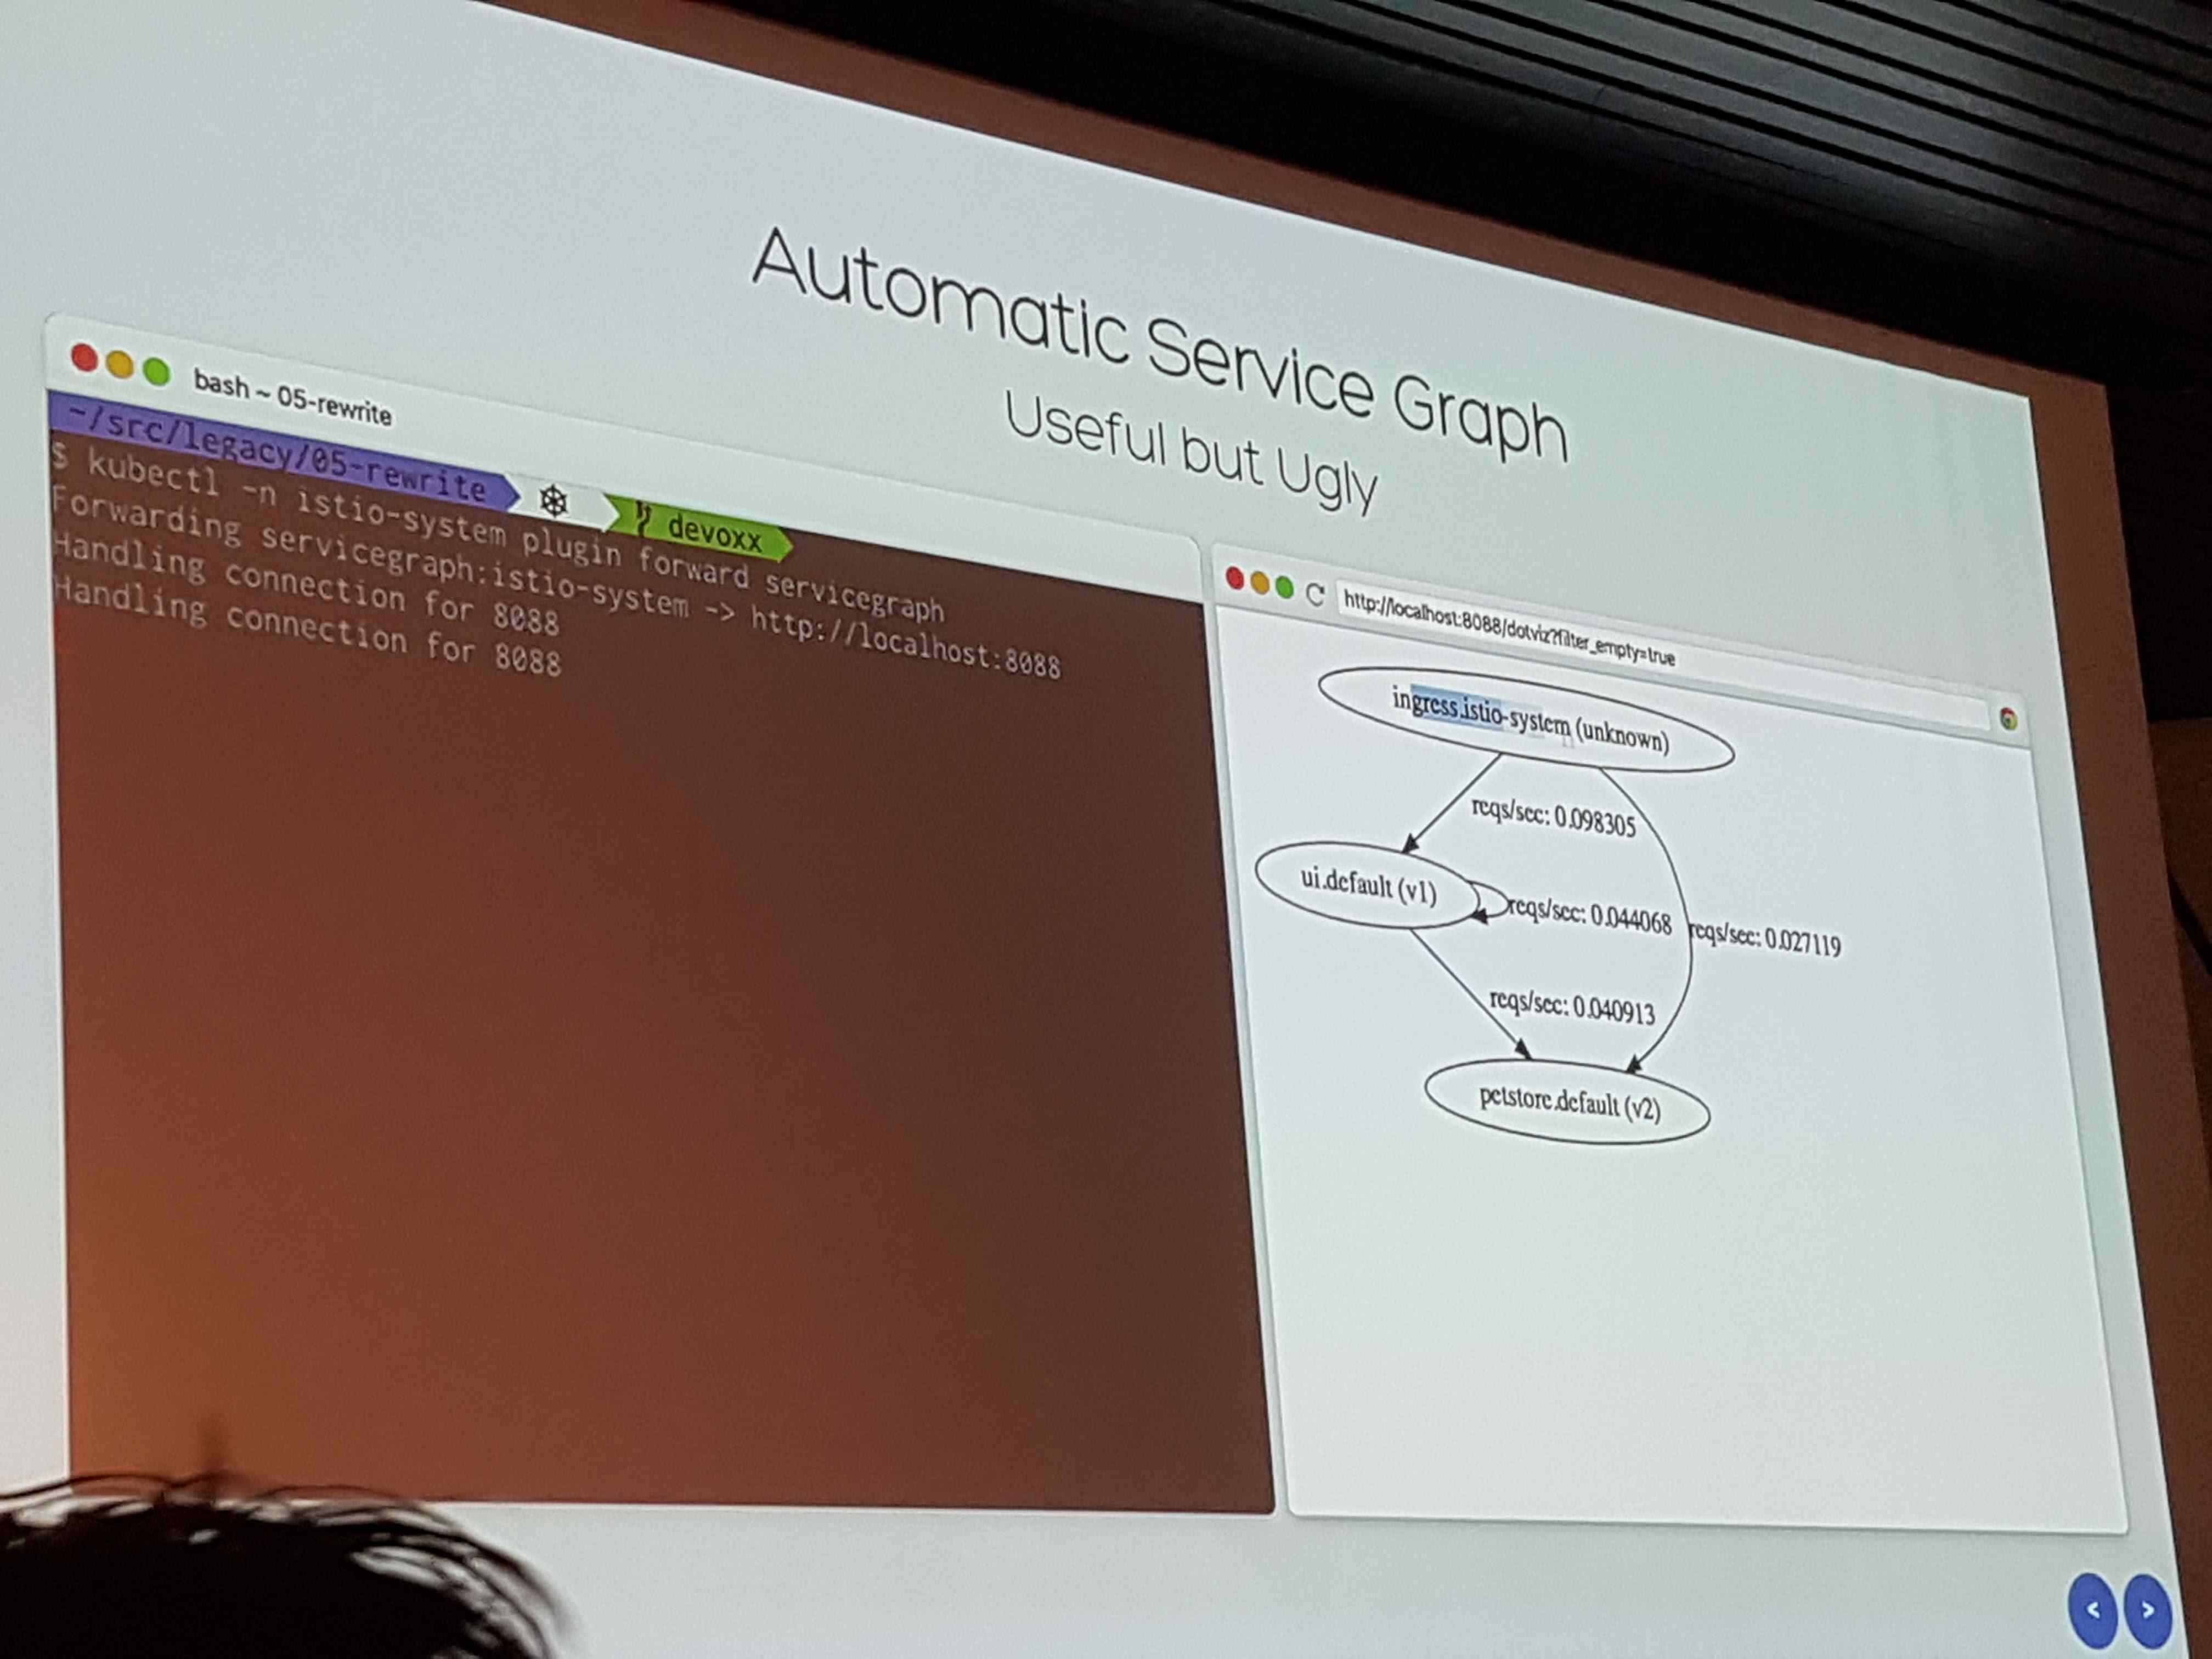 Automatic Service Graph
Useful but Ugly
bash ~ 05-rewrite
~/src/legacy/05-rewrite devoxx
$ kubectl -n istio-system plugin forward servicegraph
Forwarding servicegraph:istio-system -> http://localhost:8088
Handling connection for 8088
Handling connection for 8088
http://localhost:8088/dotviz?filter_empty=true
ingress.istio-system (unknown)
reqs/sec: 0.098305
ui.default (v1)
reqs/sec: 0.044068
reqs/sec: 0.027119
reqs/sec: 0.040913
petstore.default (v2)
< >